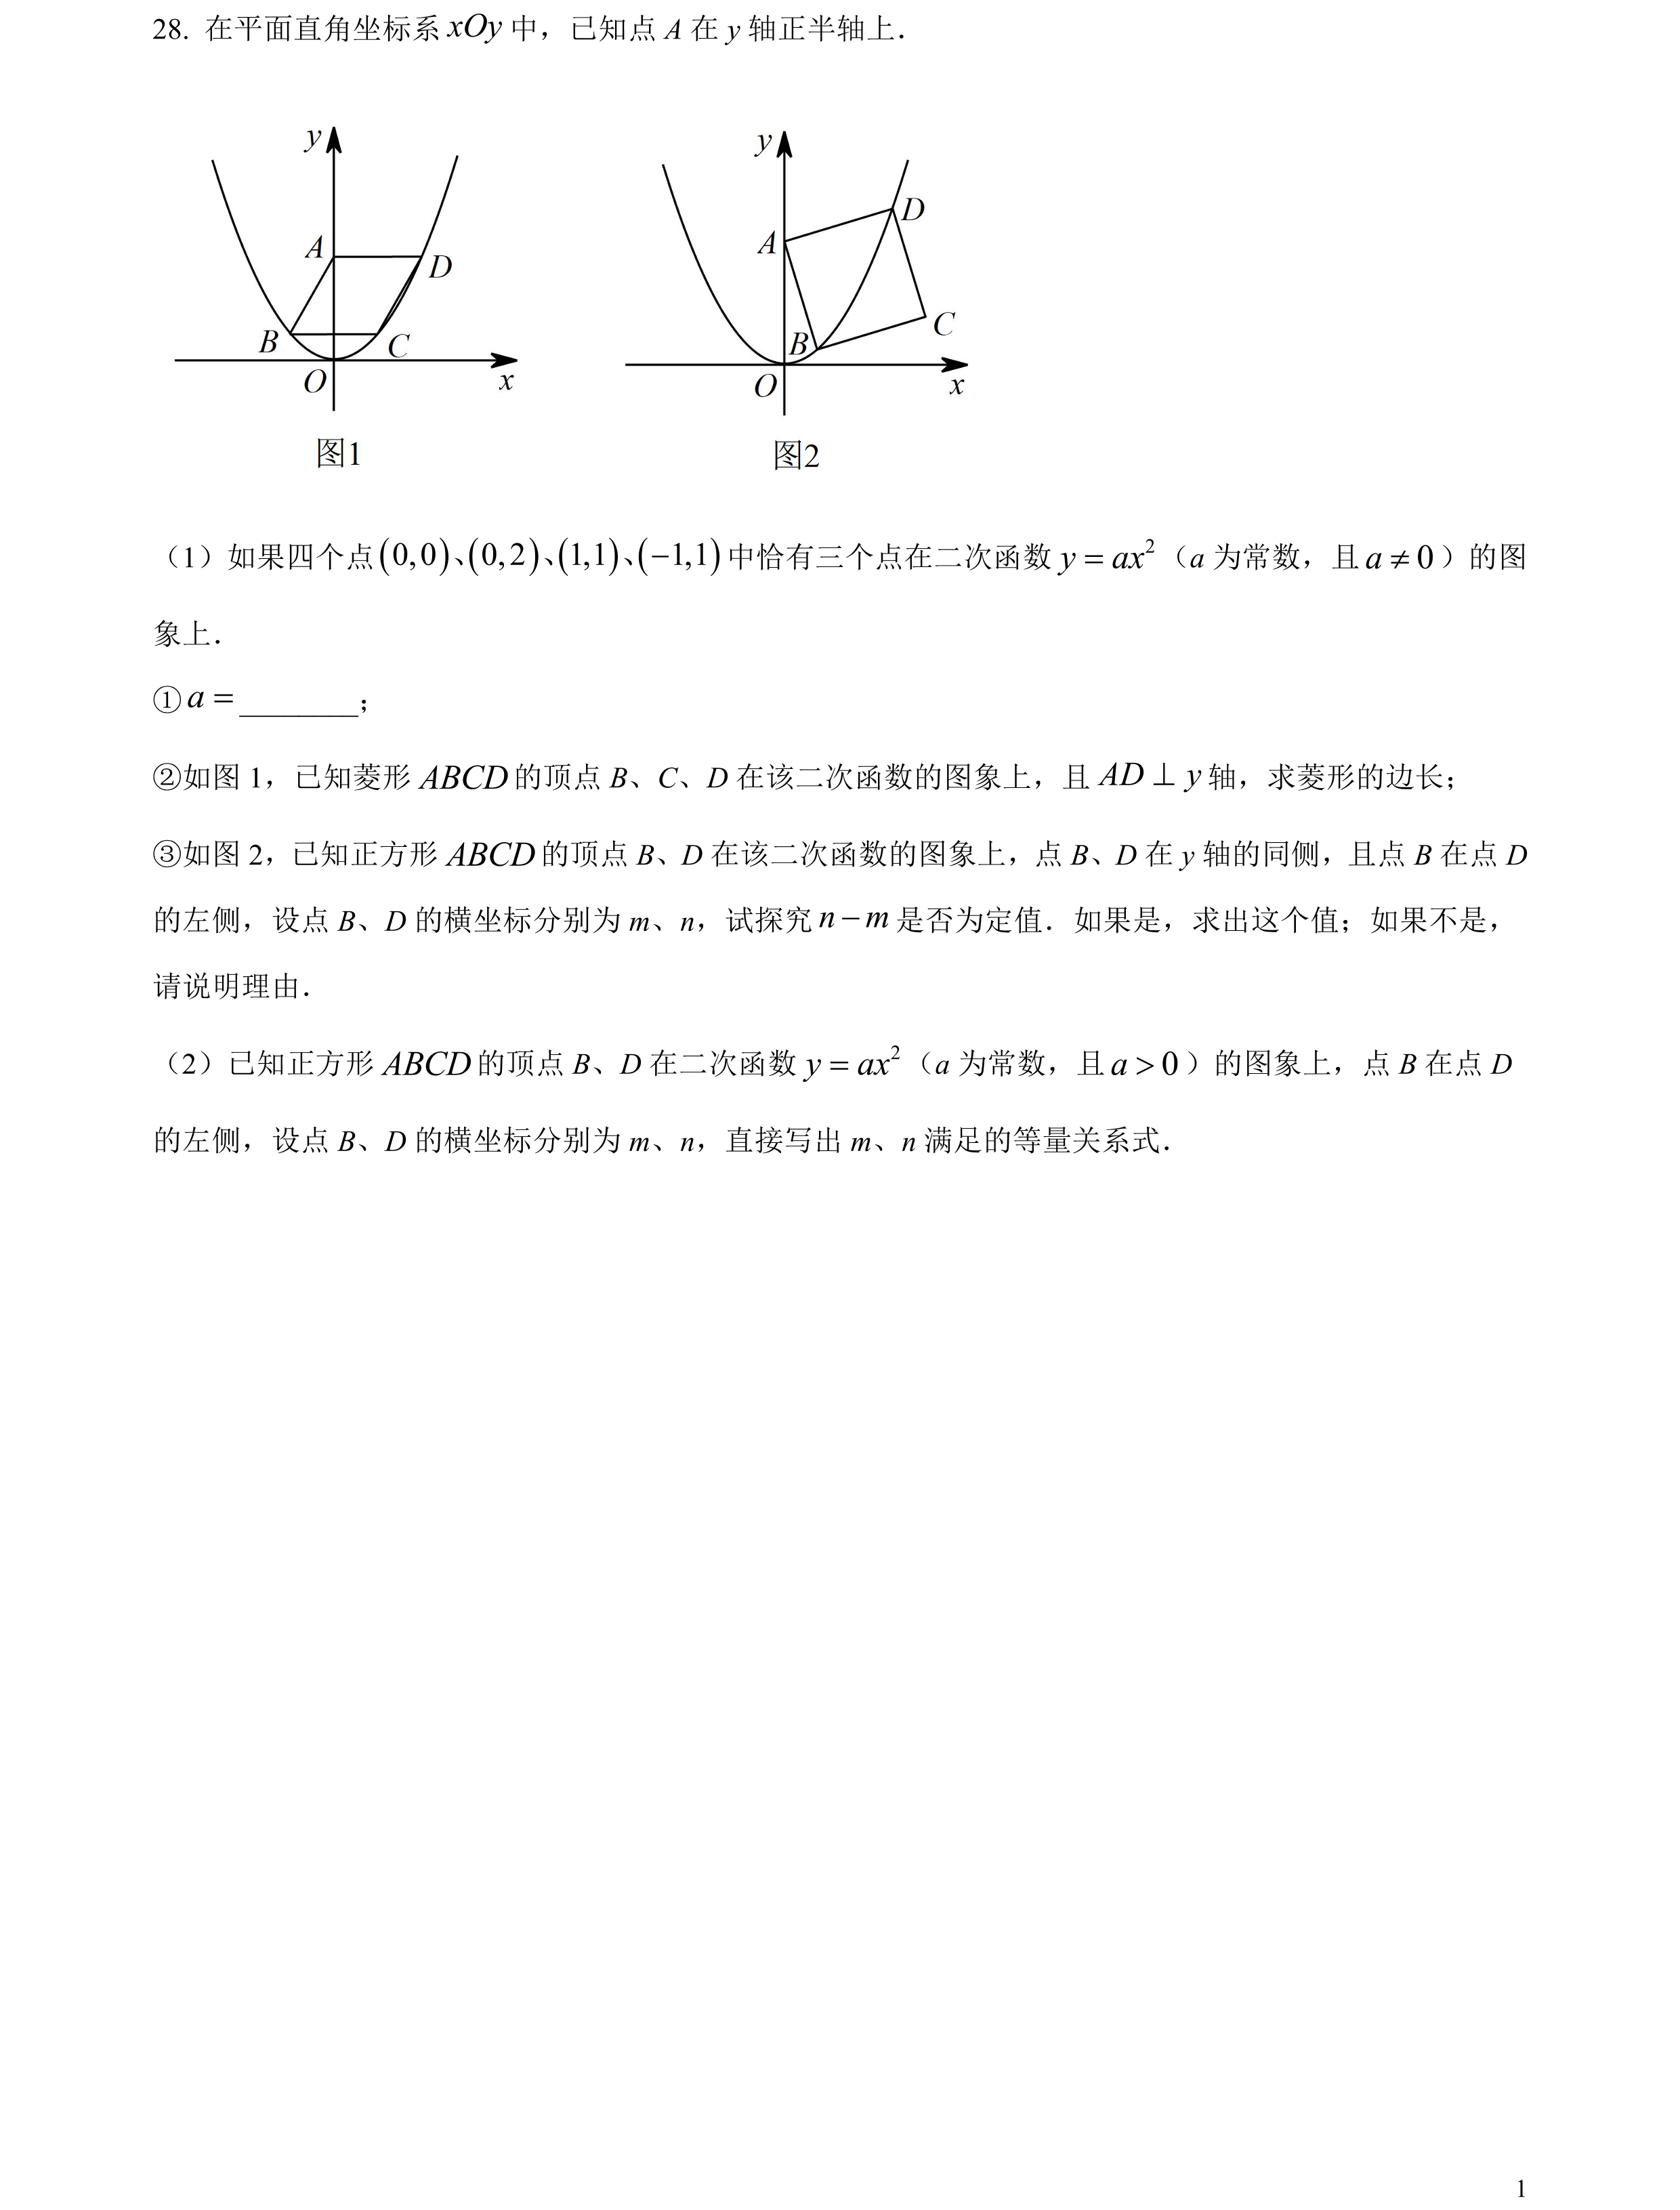 28. 在平面直角坐标系 xOy 中，已知点 A 在 y 轴正半轴上．
y
A
D
B
C
O
x
图1
y
D
A
C
B
O
x
图2
（1）如果四个点(0,0)、(0,2)、(1,1)、(−1,1)中恰有三个点在二次函数 y = ax²（a 为常数，且 a ≠ 0）的图
象上．
① a = ________；
②如图 1，已知菱形 ABCD 的顶点 B、C、D 在该二次函数的图象上，且 AD ⊥ y 轴，求菱形的边长；
③如图 2，已知正方形 ABCD 的顶点 B、D 在该二次函数的图象上，点 B、D 在 y 轴的同侧，且点 B 在点 D
的左侧，设点 B、D 的横坐标分别为 m、n，试探究 n − m 是否为定值．如果是，求出这个值；如果不是，
请说明理由．
（2）已知正方形 ABCD 的顶点 B、D 在二次函数 y = ax²（a 为常数，且 a > 0）的图象上，点 B 在点 D
的左侧，设点 B、D 的横坐标分别为 m、n，直接写出 m、n 满足的等量关系式．
1